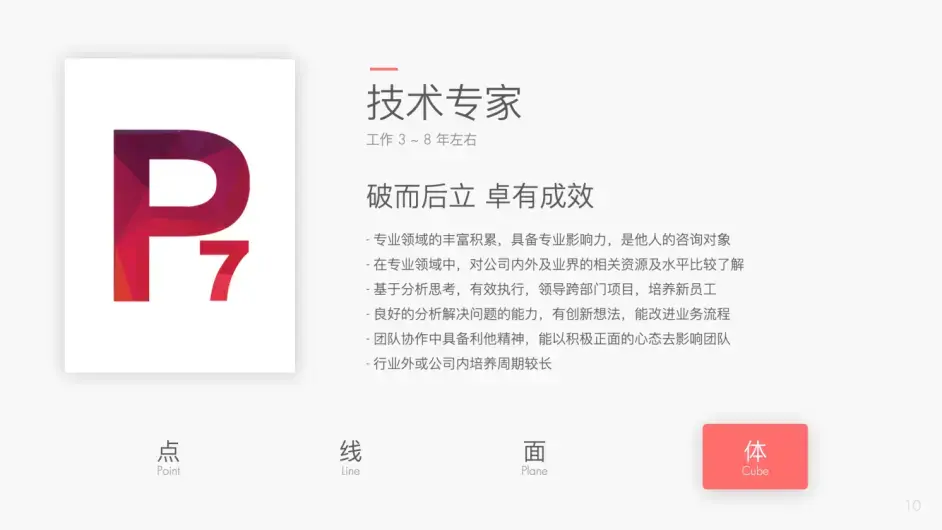 P7
技术专家
工作 3 ~ 8 年左右
破而后立 卓有成效
- 专业领域的丰富积累，具备专业影响力，是他人的咨询对象
- 在专业领域中，对公司内外及业界的相关资源及水平比较了解
- 基于分析思考，有效执行，领导跨部门项目，培养新员工
- 良好的分析解决问题的能力，有创新想法，能改进业务流程
- 团队协作中具备利他精神，能以积极正面的心态去影响团队
- 行业外或公司内培养周期较长
点
Point
线
Line
面
Plane
体
Cube
10